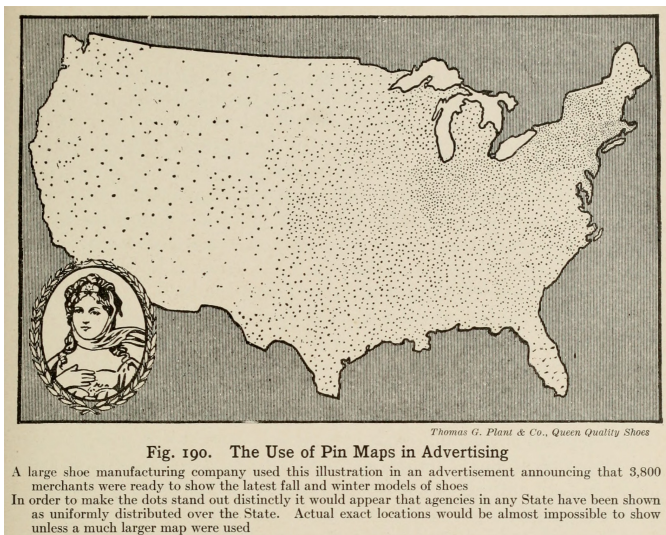 Thomas G. Plant & Co., Queen Quality Shoes
Fig. 190. The Use of Pin Maps in Advertising
A large shoe manufacturing company used this illustration in an advertisement announcing that 3,800
merchants were ready to show the latest fall and winter models of shoes
In order to make the dots stand out distinctly it would appear that agencies in any State have been shown
as uniformly distributed over the State. Actual exact locations would be almost impossible to show
unless a much larger map were used